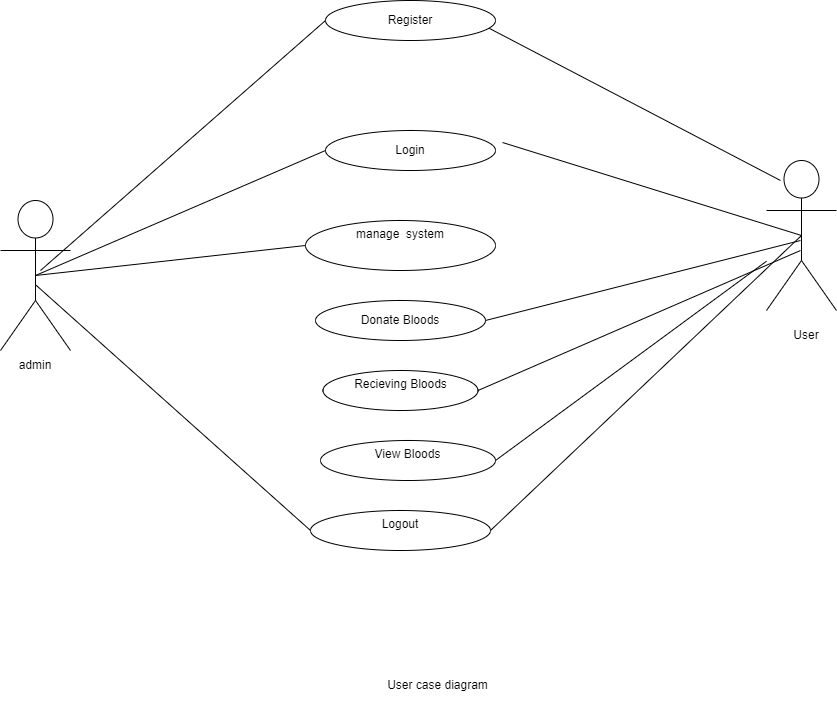 Register
Login
manage  system
Donate Bloods
Recieving Bloods
View Bloods
Logout
admin
User
User case diagram